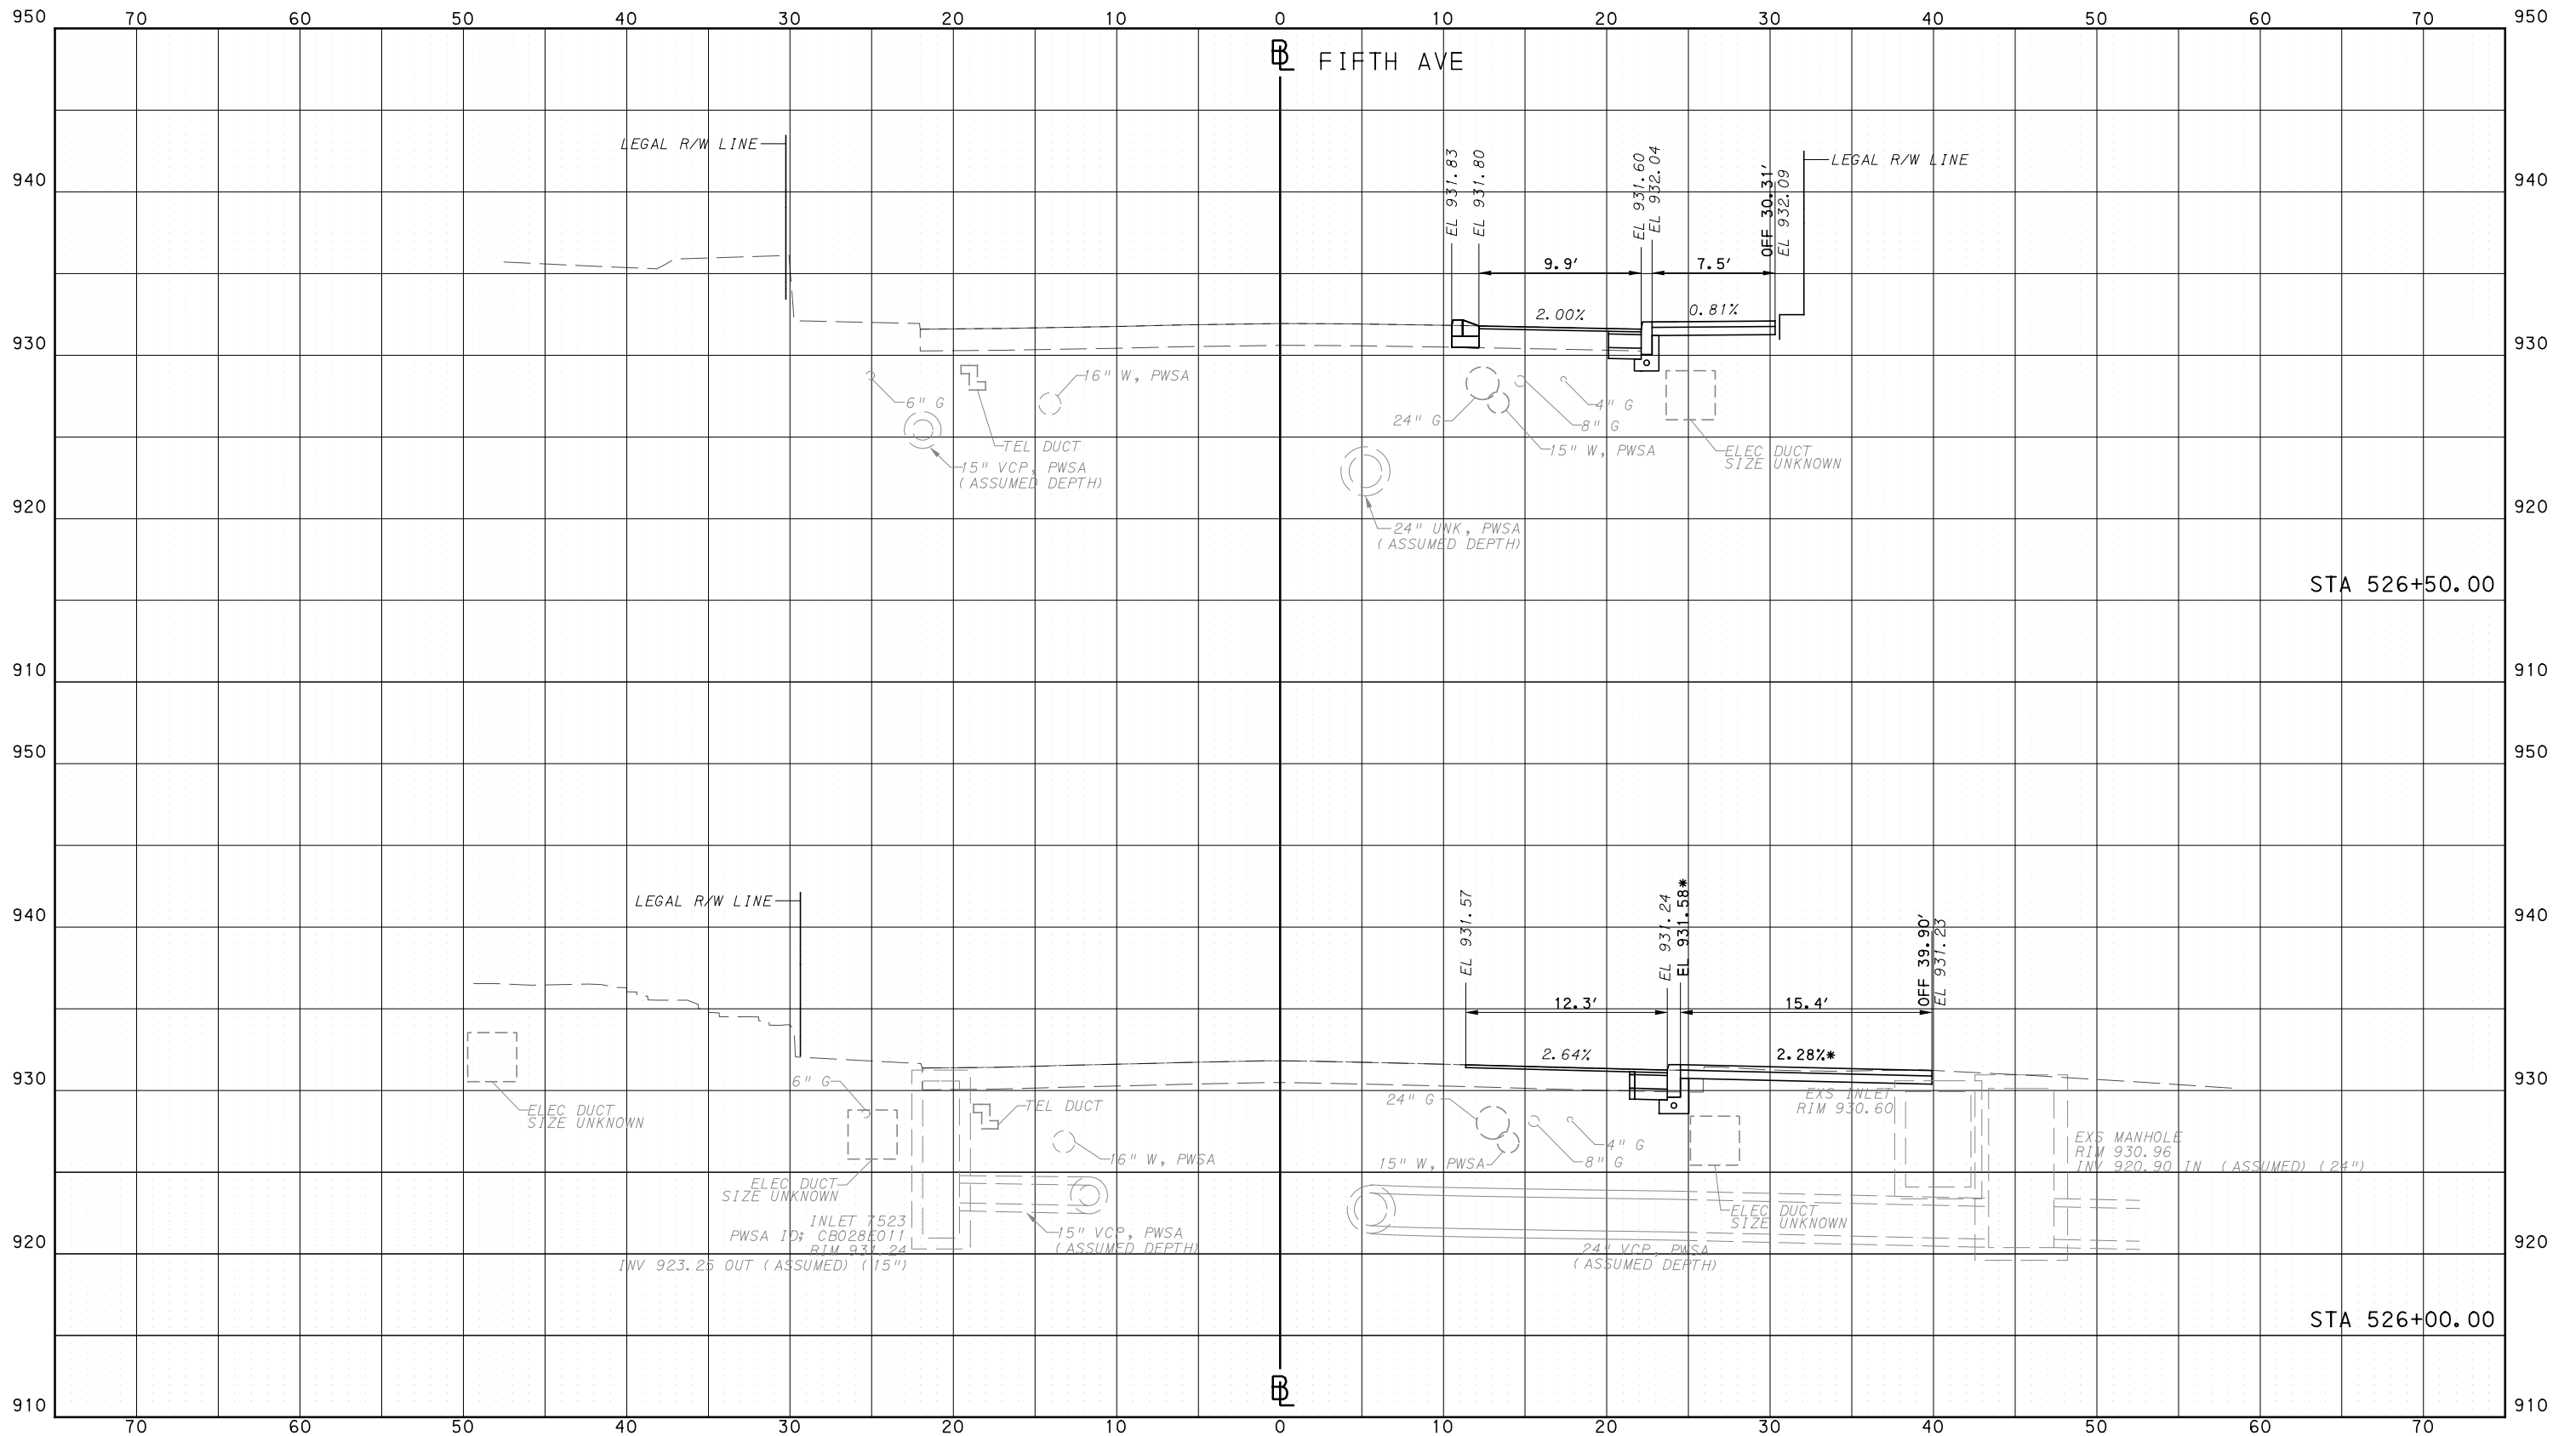 950 70 60 50 40 30 20 10 0 10 20 30 40 50 60 70 950
BL FIFTH AVE
LEGAL R/W LINE
EL 931.83
EL 931.80
EL 931.60
EL 932.04
OFF 30.31'
EL 932.09
LEGAL R/W LINE
940 940
9.9' 7.5'
2.00% 0.81%
930 930
6" G
16" W, PWSA
TEL DUCT
15" VCP, PWSA
(ASSUMED DEPTH)
24" G
4" G
8" G
15" W, PWSA
ELEC DUCT
SIZE UNKNOWN
24" UNK, PWSA
(ASSUMED DEPTH)
920 920
STA 526+50.00
910 910
950 950
LEGAL R/W LINE
EL 931.57
EL 931.24
EL 931.58*
OFF 39.90'
EL 931.23
940 940
12.3' 15.4'
2.64% 2.28%*
930 930
ELEC DUCT
SIZE UNKNOWN
6" G
TEL DUCT
16" W, PWSA
ELEC DUCT
SIZE UNKNOWN
INLET 7523
PWSA ID: CB028E011
RIM 931.24
INV 923.25 OUT (ASSUMED) (15")
15" VCP, PWSA
(ASSUMED DEPTH)
24" G
15" W, PWSA
4" G
8" G
EXS INLET
RIM 930.60
EXS MANHOLE
RIM 930.96
INV 920.90 IN (ASSUMED) (24")
ELEC DUCT
SIZE UNKNOWN
24" VCP, PWSA
(ASSUMED DEPTH)
920 920
STA 526+00.00
BL
910 910
70 60 50 40 30 20 10 0 10 20 30 40 50 60 70